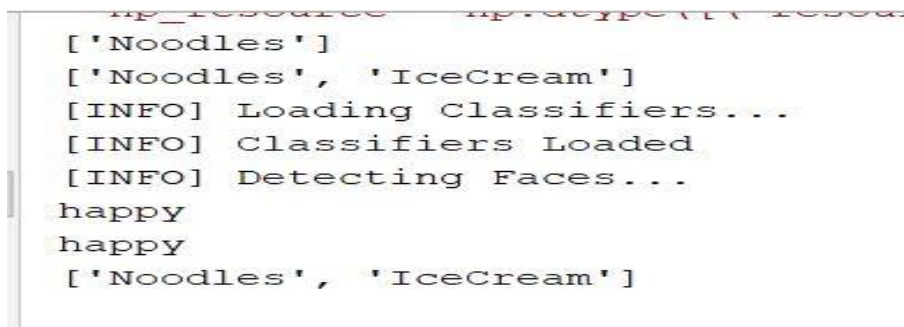 ['Noodles']
['Noodles', 'IceCream']
[INFO] Loading Classifiers...
[INFO] Classifiers Loaded
[INFO] Detecting Faces...
happy
happy
['Noodles', 'IceCream']